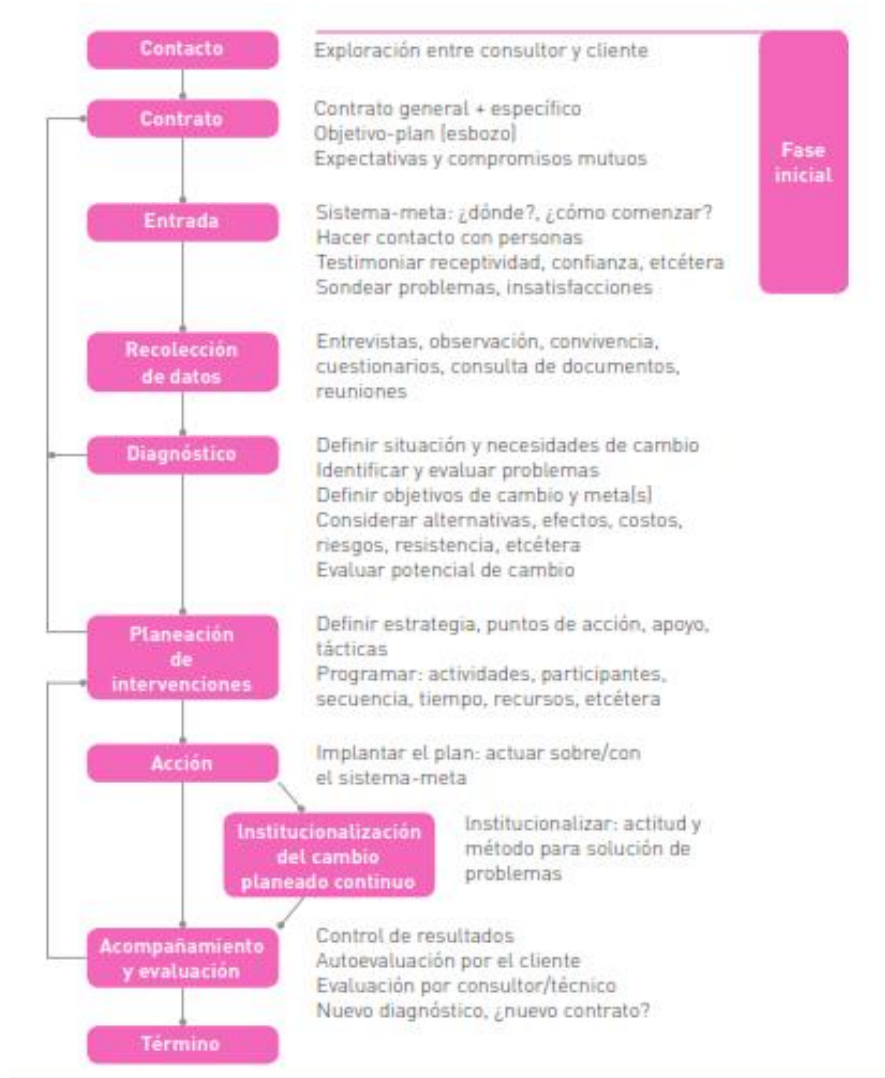 Contacto
Exploración entre consultor y cliente
Contrato
Contrato general + específico
Objetivo-plan (esbozo)
Expectativas y compromisos mutuos
Fase
inicial
Entrada
Sistema-meta: ¿dónde?, ¿cómo comenzar?
Hacer contacto con personas
Testimoniar receptividad, confianza, etcétera
Sondear problemas, insatisfacciones
Recolección
de datos
Entrevistas, observación, convivencia,
cuestionarios, consulta de documentos,
reuniones
Diagnóstico
Definir situación y necesidades de cambio
Identificar y evaluar problemas
Definir objetivos de cambio y meta(s)
Considerar alternativas, efectos, costos,
riesgos, resistencia, etcétera
Evaluar potencial de cambio
Planeación
de
intervenciones
Definir estrategia, puntos de acción, apoyo,
tácticas
Programar: actividades, participantes,
secuencia, tiempo, recursos, etcétera
Acción
Implantar el plan: actuar sobre/con
el sistema-meta
Institucionalización
del cambio
planeado continuo
Institucionalizar: actitud y
método para solución de
problemas
Acompañamiento
y evaluación
Control de resultados
Autoevaluación por el cliente
Evaluación por consultor/técnico
Nuevo diagnóstico, ¿nuevo contrato?
Término